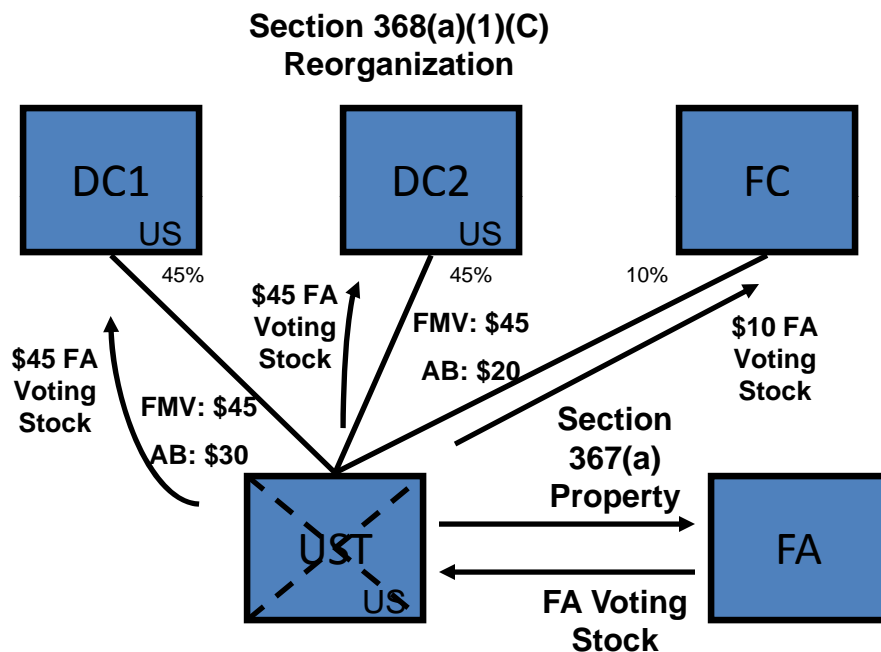 Section 368(a)(1)(C)
Reorganization
DC1
US
DC2
US
FC
45%
45%
10%
$45 FA
Voting
Stock
FMV: $45
AB: $30
$45 FA
Voting
Stock
FMV: $45
AB: $20
$10 FA
Voting
Stock
Section
367(a)
Property
UST
US
FA
FA Voting
Stock